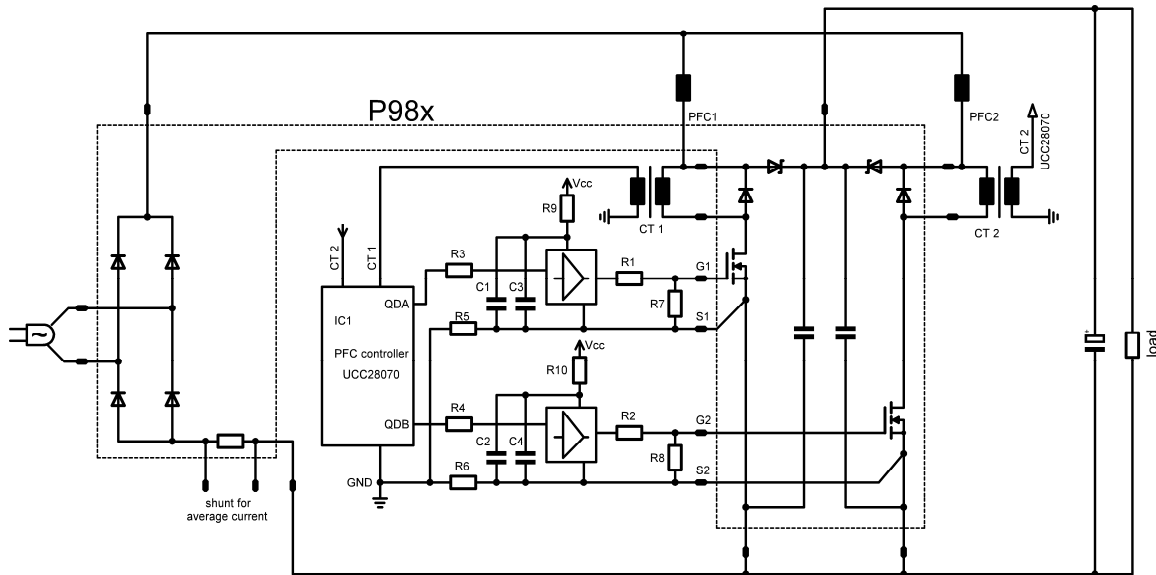 P98x
PFC1
PFC2
CT 2
UCC28070
Vcc
R9
CT 1
CT 2
CT 2
CT 1
R3
R1
G1
C1
C3
QDA
R7
IC1
R5
S1
PFC controller
UCC28070
Vcc
R10
load
+
~
R4
R2
G2
QDB
C2
C4
R8
R6
S2
GND
shunt for
average current